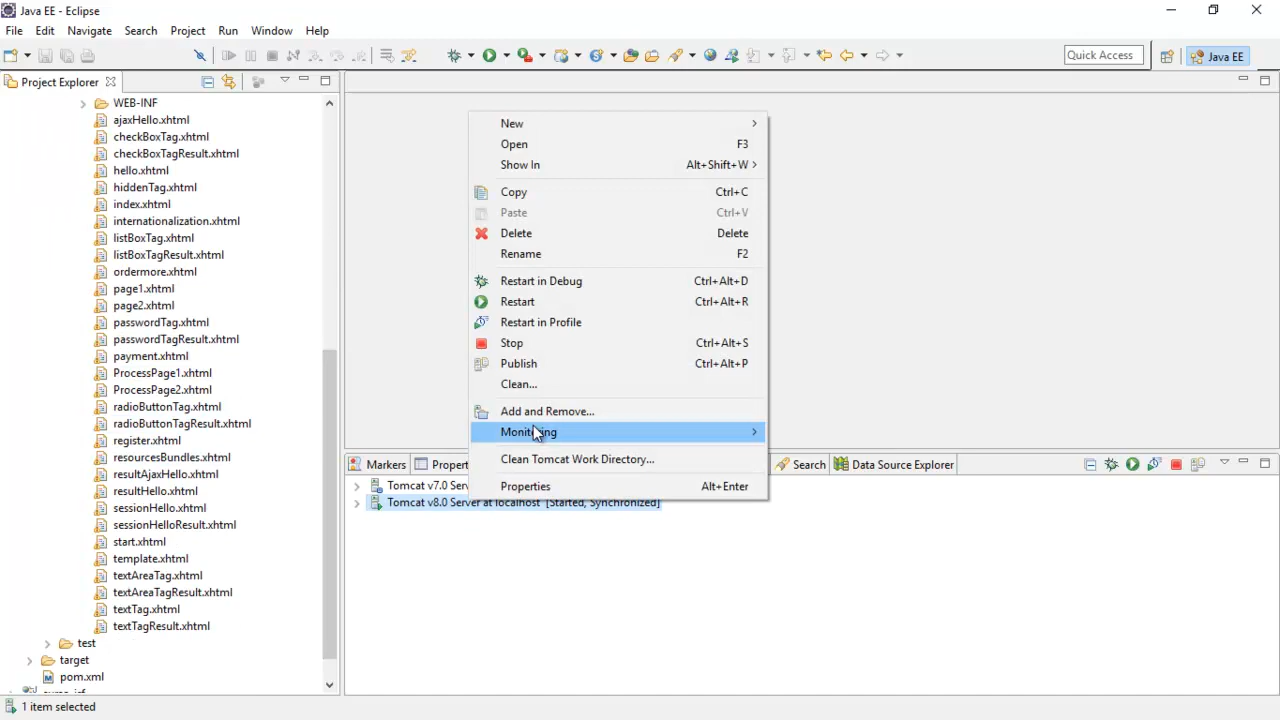 Java EE - Eclipse
File Edit Navigate Search Project Run Window Help
Quick Access Java EE
Project Explorer
WEB-INF
ajaxHello.xhtml
checkBoxTag.xhtml
checkBoxTagResult.xhtml
hello.xhtml
hiddenTag.xhtml
index.xhtml
internationalization.xhtml
listBoxTag.xhtml
listBoxTagResult.xhtml
ordermore.xhtml
page1.xhtml
page2.xhtml
passwordTag.xhtml
passwordTagResult.xhtml
payment.xhtml
ProcessPage1.xhtml
ProcessPage2.xhtml
radioButtonTag.xhtml
radioButtonTagResult.xhtml
register.xhtml
resourcesBundles.xhtml
resultAjaxHello.xhtml
resultHello.xhtml
sessionHello.xhtml
sessionHelloResult.xhtml
start.xhtml
template.xhtml
textAreaTag.xhtml
textAreaTagResult.xhtml
textTag.xhtml
textTagResult.xhtml
test
target
pom.xml
New
Open F3
Show In Alt+Shift+W
Copy Ctrl+C
Paste Ctrl+V
Delete Delete
Rename F2
Restart in Debug Ctrl+Alt+D
Restart Ctrl+Alt+R
Restart in Profile
Stop Ctrl+Alt+S
Publish Ctrl+Alt+P
Clean...
Add and Remove...
Monitoring
Clean Tomcat Work Directory...
Properties Alt+Enter
Markers Propert Search Data Source Explorer
Tomcat v7.0 Serv
Tomcat v8.0 Server at localhost [Started, Synchronized]
1 item selected